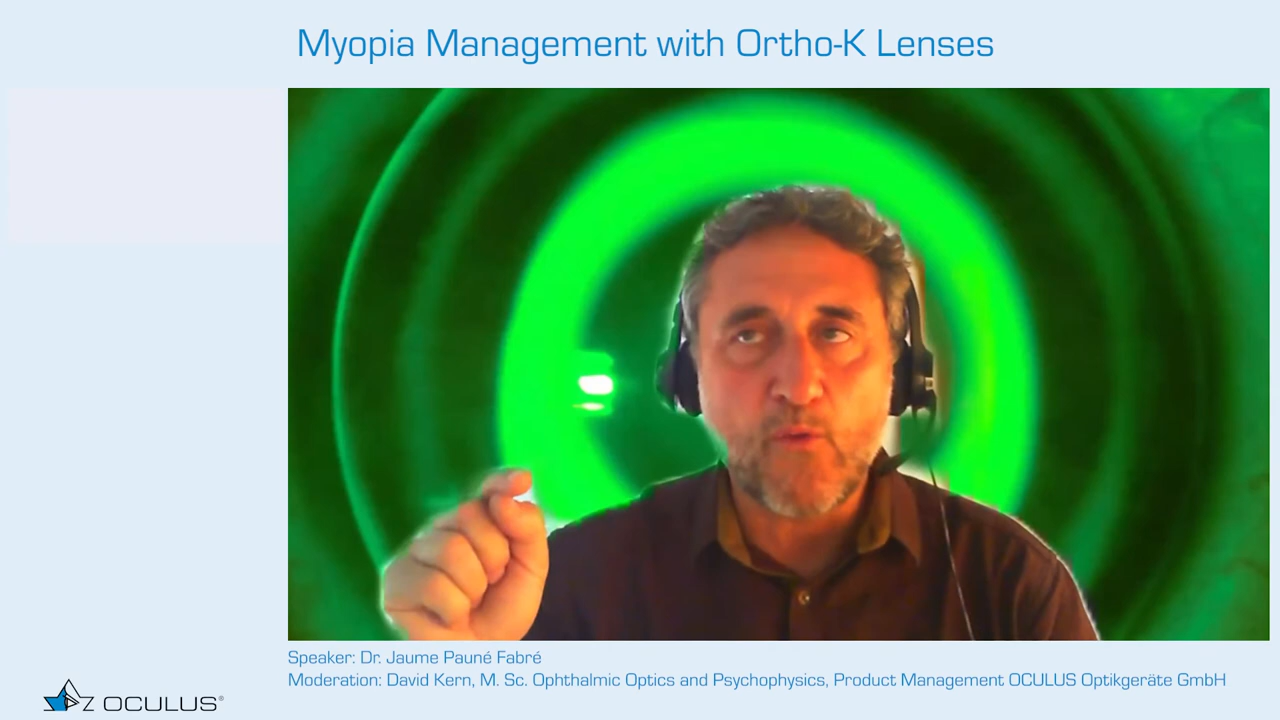 Myopia Management with Ortho-K Lenses
Speaker: Dr. Jaume Pauné Fabré
Moderation: David Kern, M. Sc. Ophthalmic Optics and Psychophysics, Product Management OCULUS Optikgeräte GmbH
OCULUS®